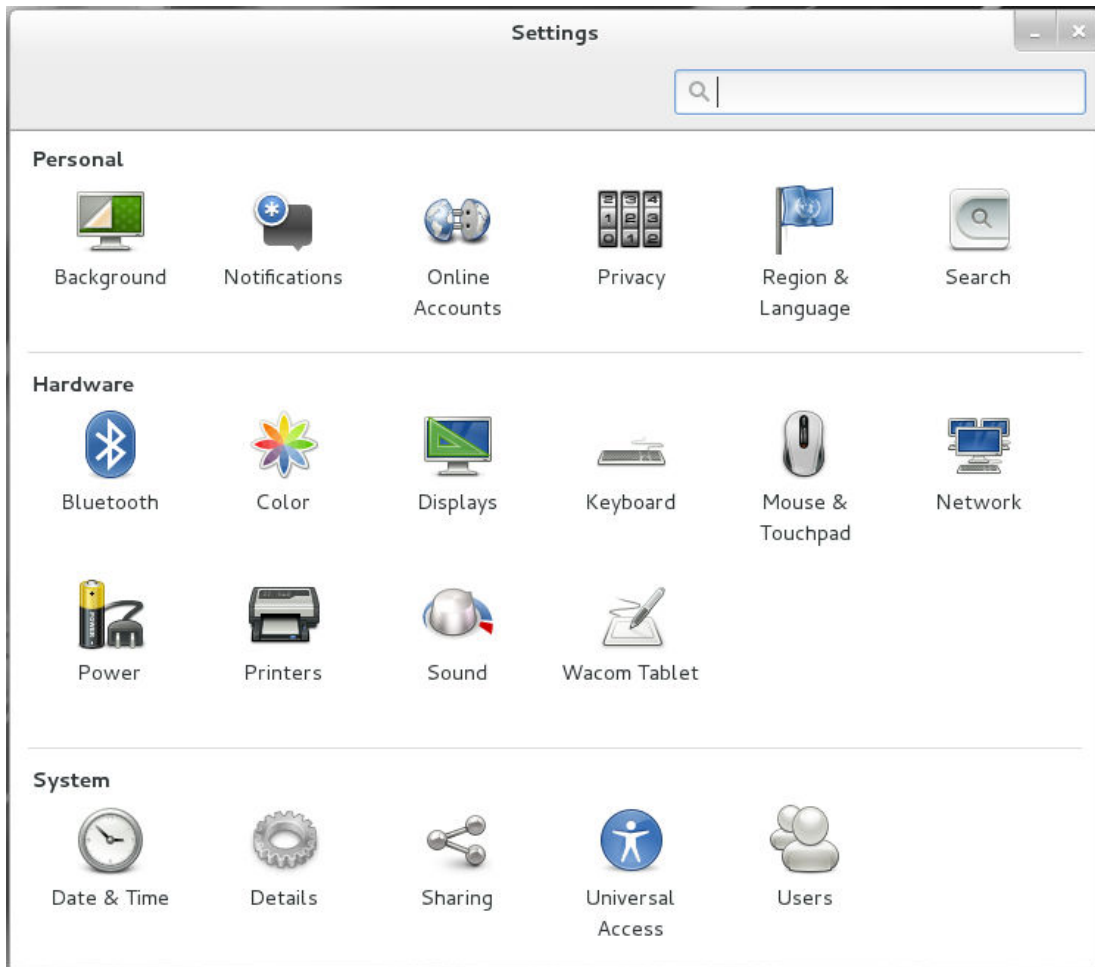 Settings
Personal
Background Notifications Online Accounts Privacy Region & Language Search
Hardware
Bluetooth Color Displays Keyboard Mouse & Touchpad Network
Power Printers Sound Wacom Tablet
System
Date & Time Details Sharing Universal Access Users